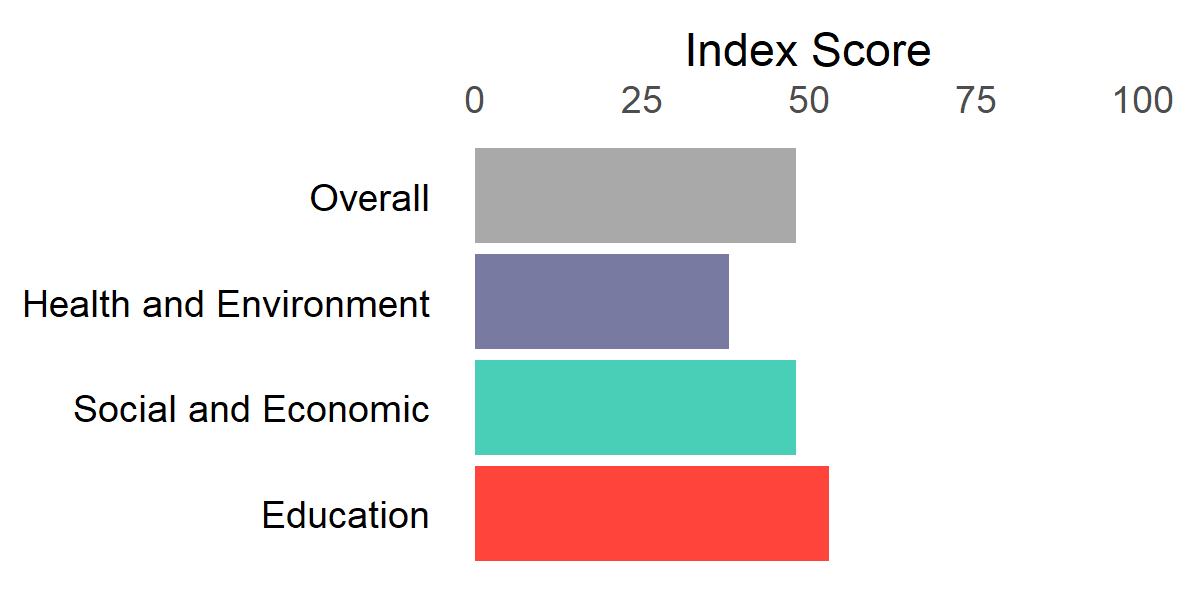 Index Score
0 25 50 75 100
Overall
Health and Environment
Social and Economic
Education